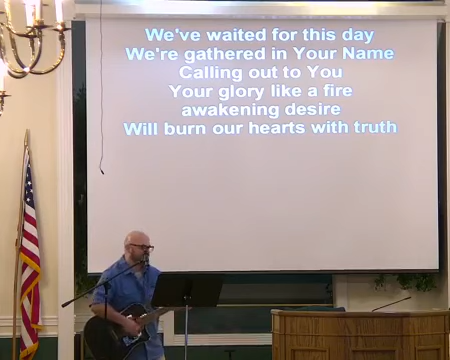 We've waited for this day
We're gathered in Your Name
Calling out to You
Your glory like a fire
awakening desire
Will burn our hearts with truth